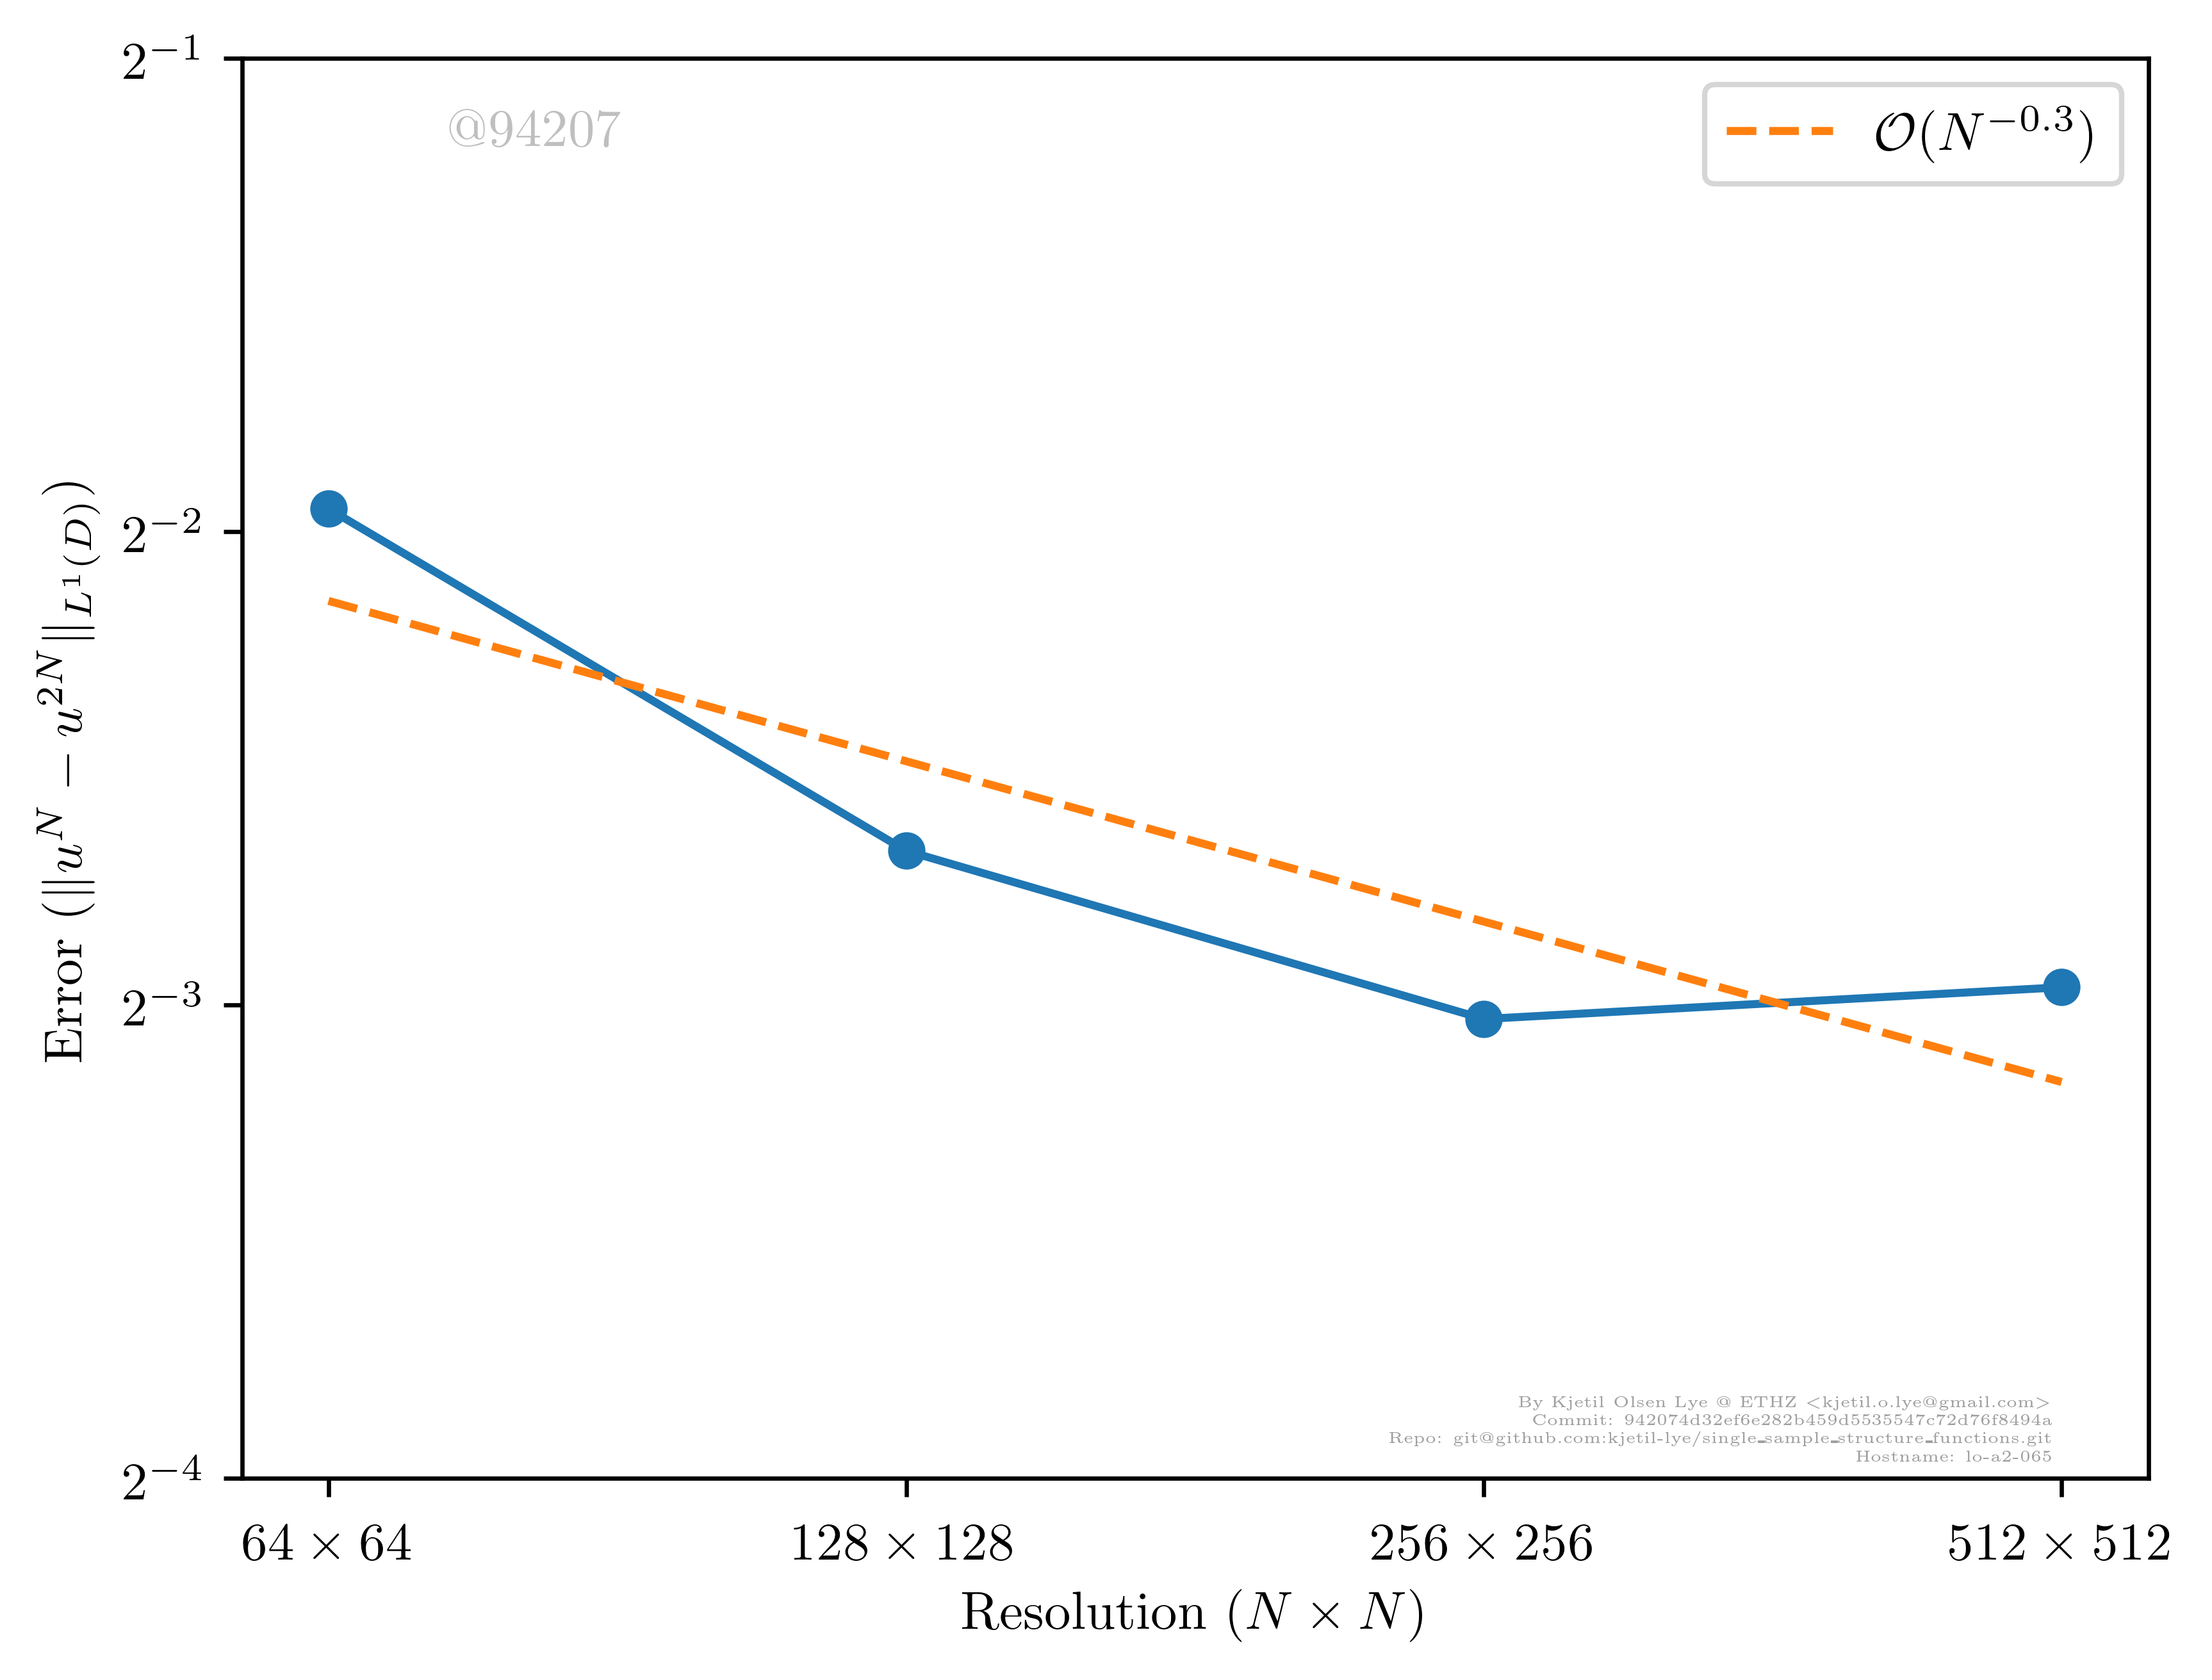 2^{-1}
@94207
O(N^{-0.3})
2^{-2}
2^{-3}
2^{-4}
Error (||u^N − u^{2N}||_{L^1(D)})
By Kjetil Olsen Lye @ ETHZ <kjetil.o.lye@gmail.com>
Commit: 942074d32ef6e282b459d5535547c72d76f8494a
Repo: git@github.com:kjetil-lye/single_sample_structure_functions.git
Hostname: lo-a2-065
64 × 64 128 × 128 256 × 256 512 × 512
Resolution (N × N)